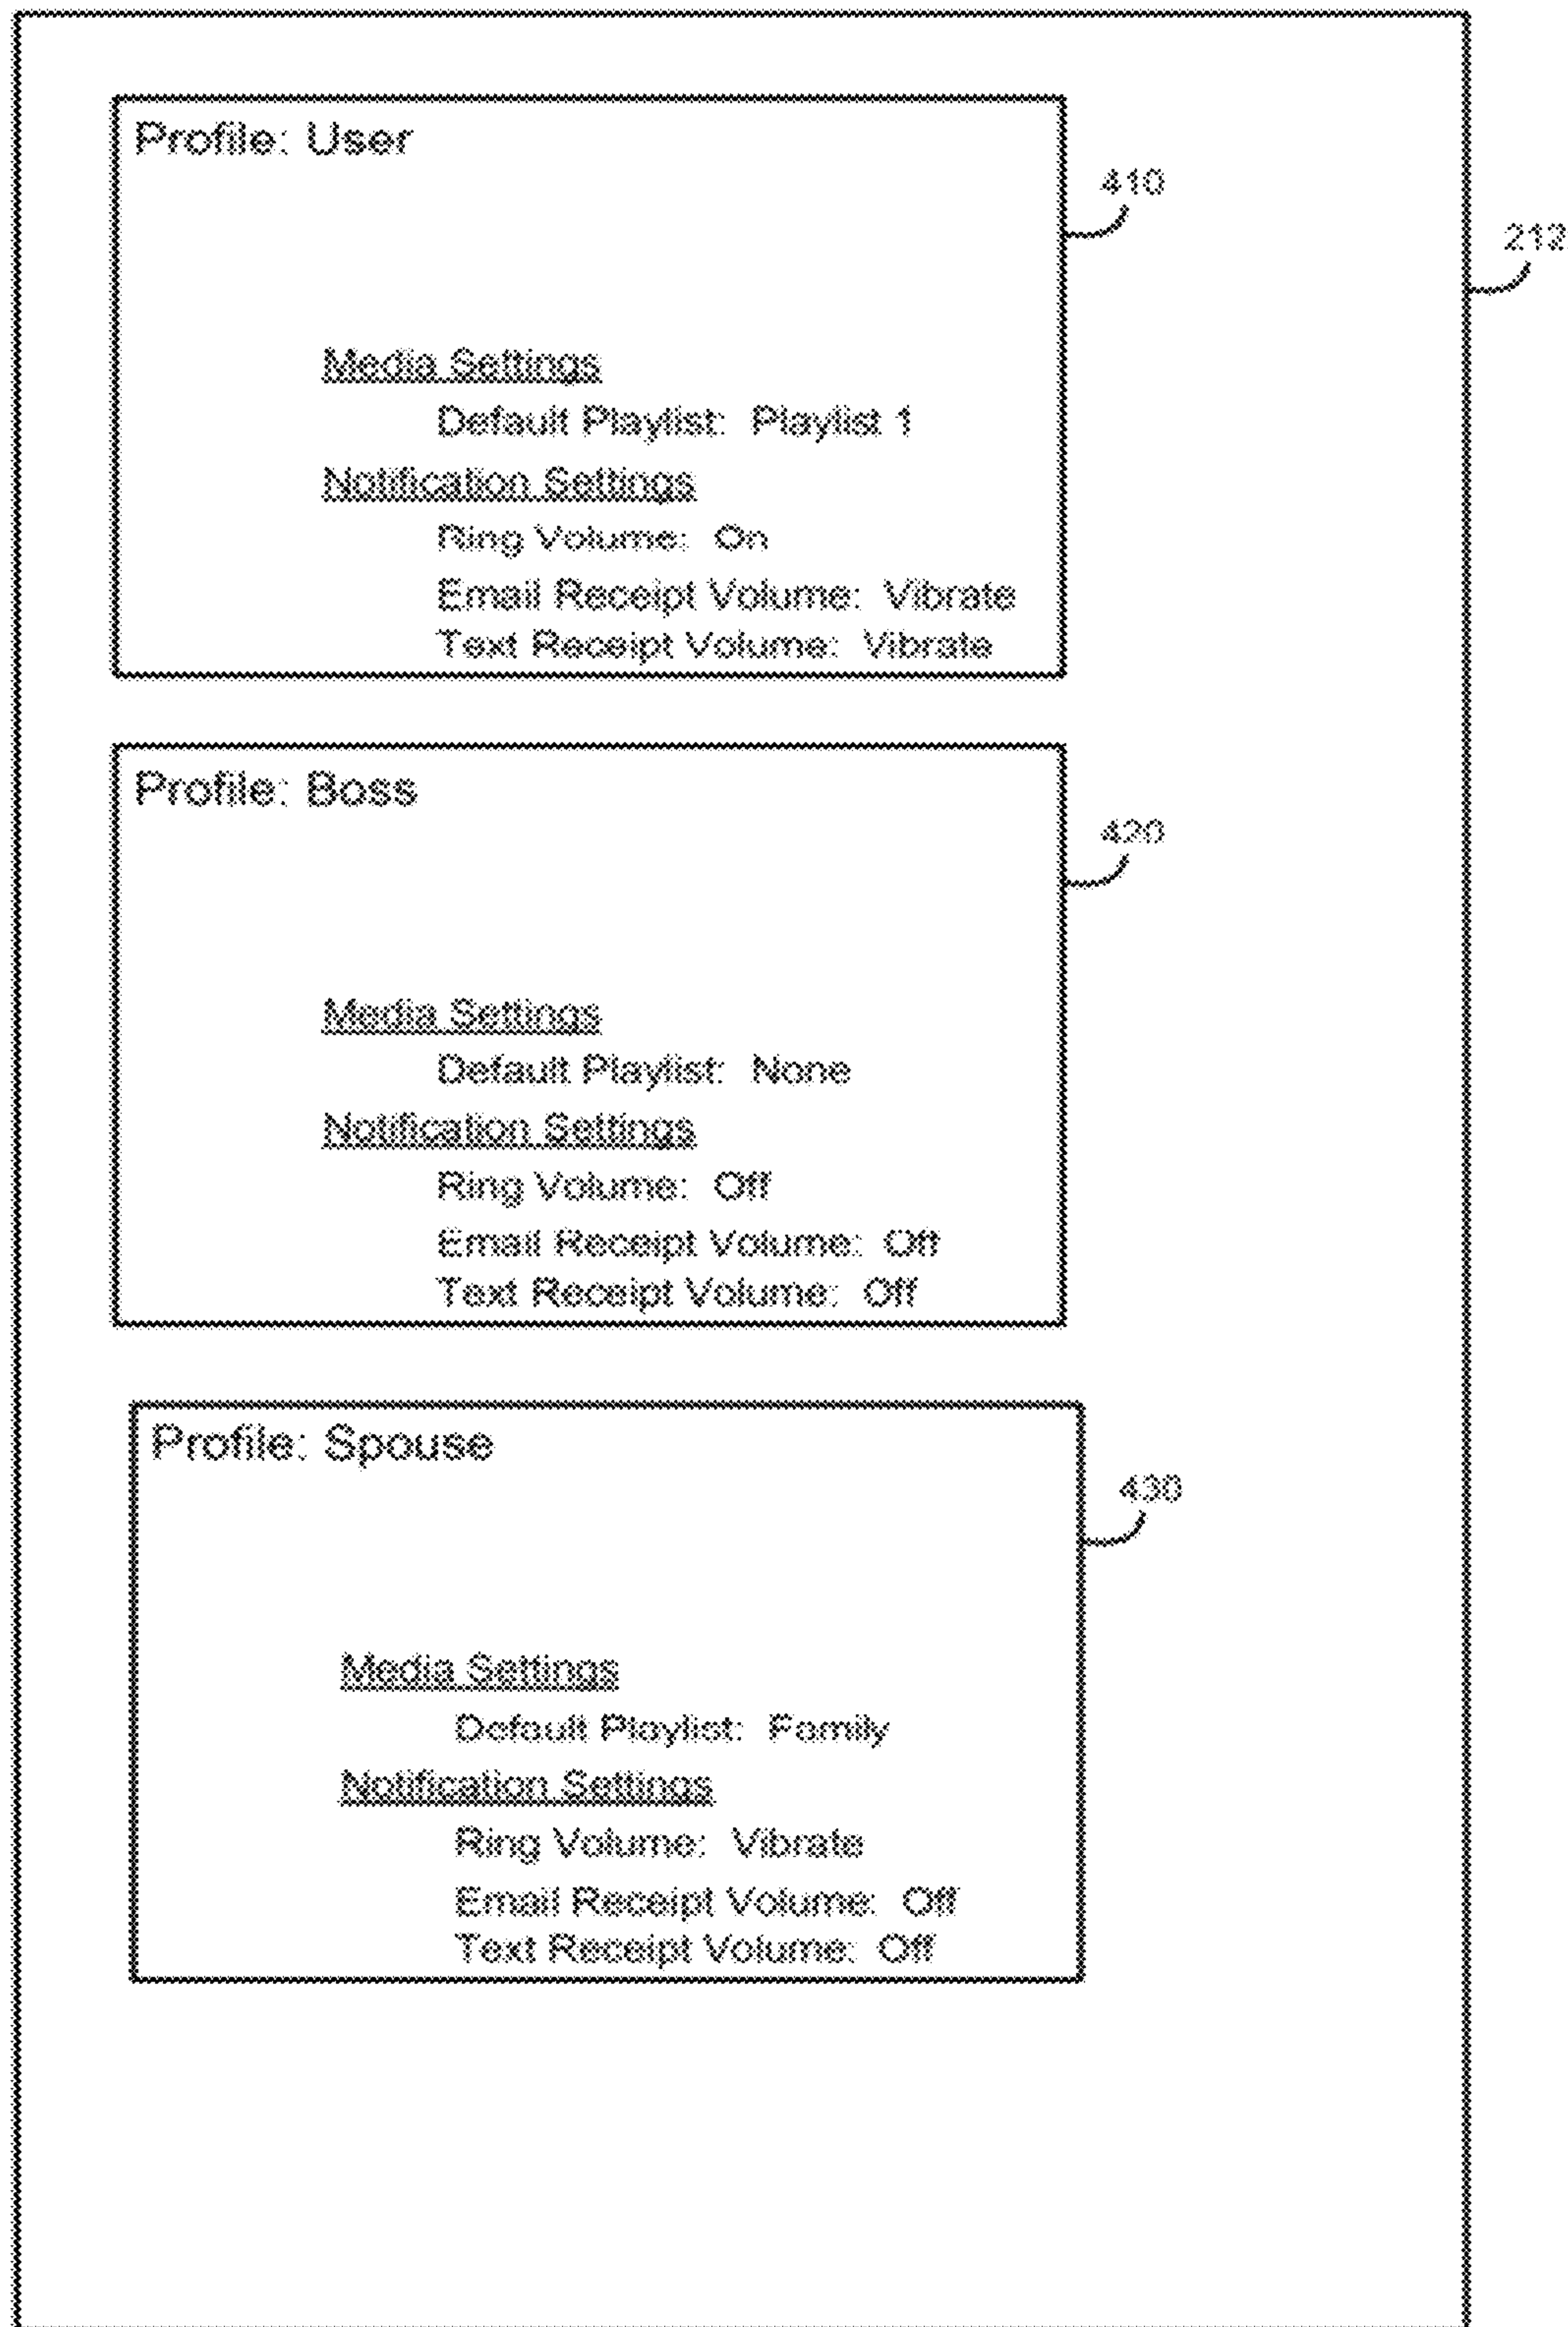 Profile: User
410
212
Media Settings
Default Playlist: Playlist 1
Notification Settings
Ring Volume: On
Email Receipt Volume: Vibrate
Text Receipt Volume: Vibrate
Profile: Boss
420
Media Settings
Default Playlist: None
Notification Settings
Ring Volume: Off
Email Receipt Volume: Off
Text Receipt Volume: Off
Profile: Spouse
430
Media Settings
Default Playlist: Family
Notification Settings
Ring Volume: Vibrate
Email Receipt Volume: Off
Text Receipt Volume: Off